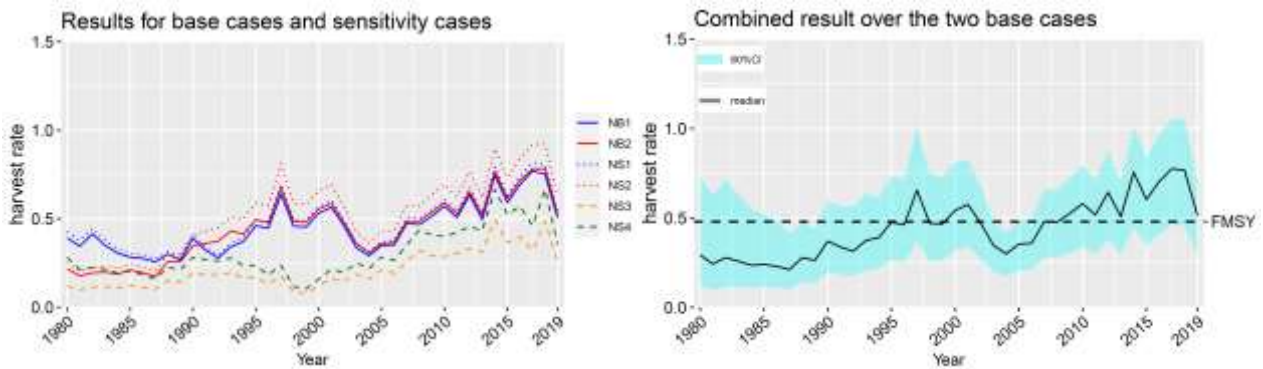 Results for base cases and sensitivity cases
1.5
1.0
0.5
0.0
harvest rate
1980
1985
1990
1995
2000
2005
2010
2015
2019
Year
NB1
NB2
NS1
NS2
NS3
NS4
Combined result over the two base cases
1.5
1.0
0.5
0.0
harvest rate
80%CI
median
FMSY
1980
1985
1990
1995
2000
2005
2010
2015
2019
Year